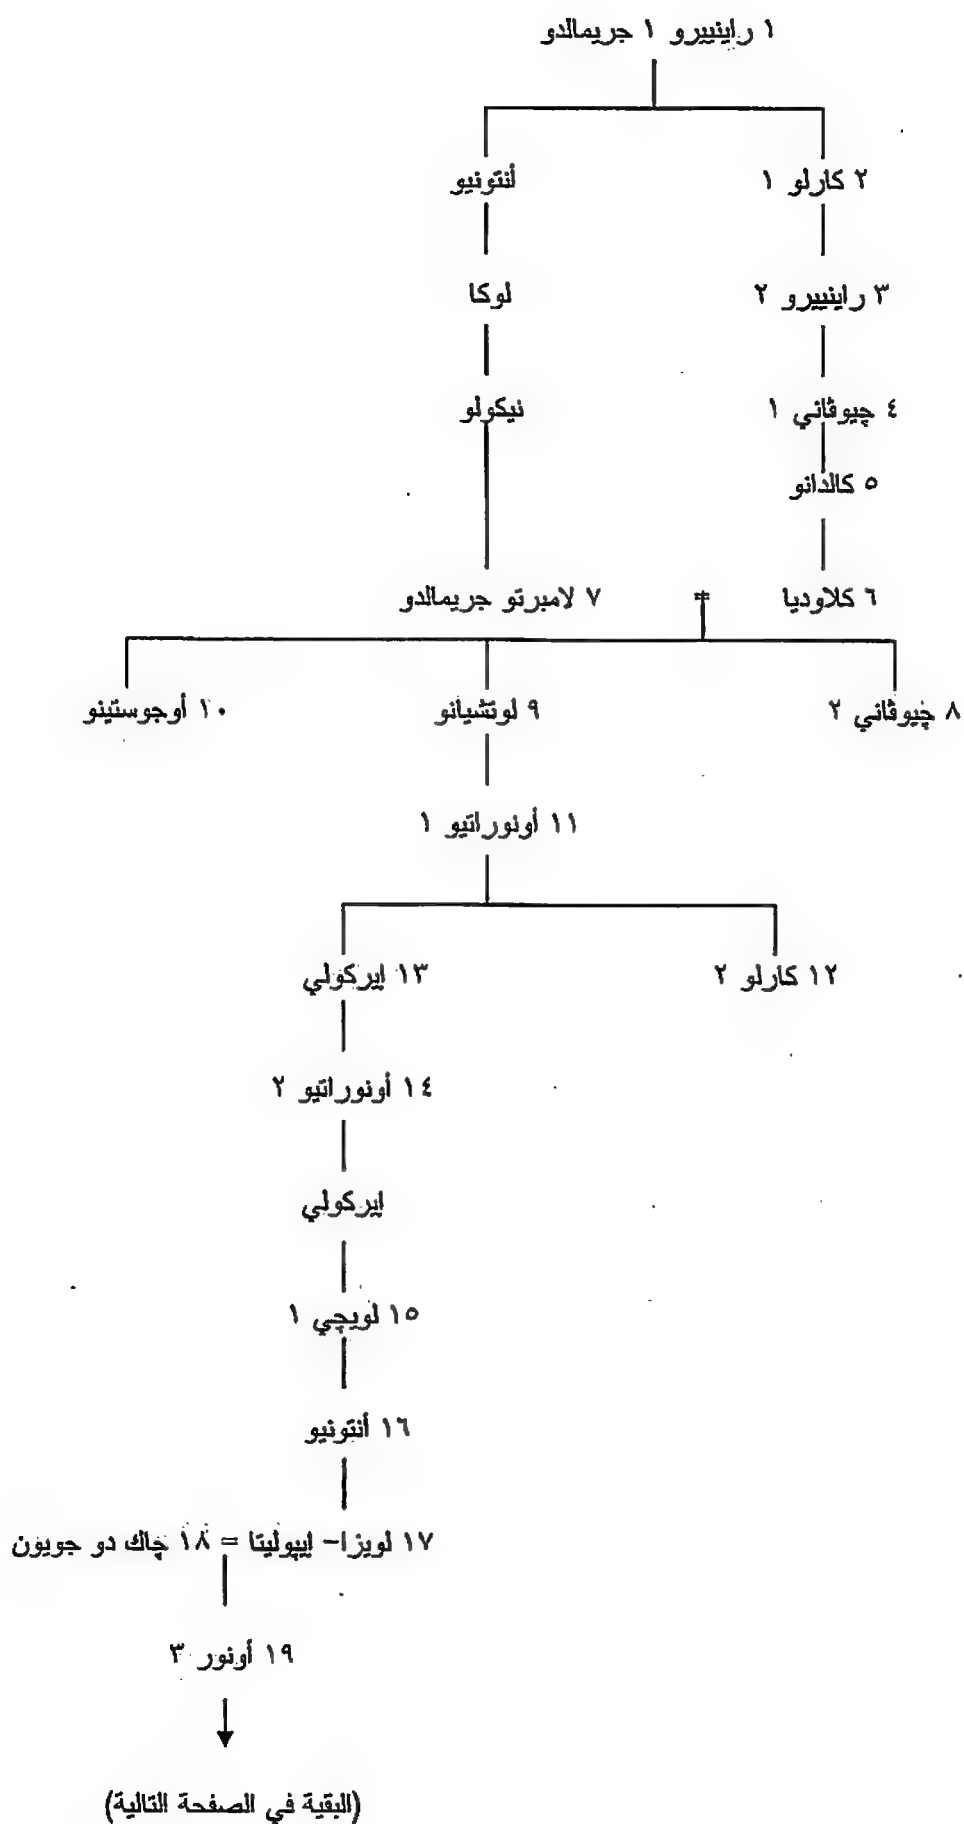 ١ راينييرو ١ جريمالدو
٢ كارلو ١
أنتونيو
٣ راينييرو ٢
لوكا
٤ چيوڤاني ١
نيكولو
٥ كالدانو
٦ كلاوديا = ٧ لامبرتو جريمالدو
٨ چيوڤاني ٢
٩ لوتشيانو
١٠ أوجوستينو
١١ أونوراتيو ١
١٢ كارلو ٢
١٣ إيركولي
١٤ أونوراتيو ٢
إيركولي
١٥ لويچي ١
١٦ أنتونيو
١٧ لويزا- إيپوليتا = ١٨ چاك دو جويون
١٩ أونور ٣
(البقية في الصفحة التالية)